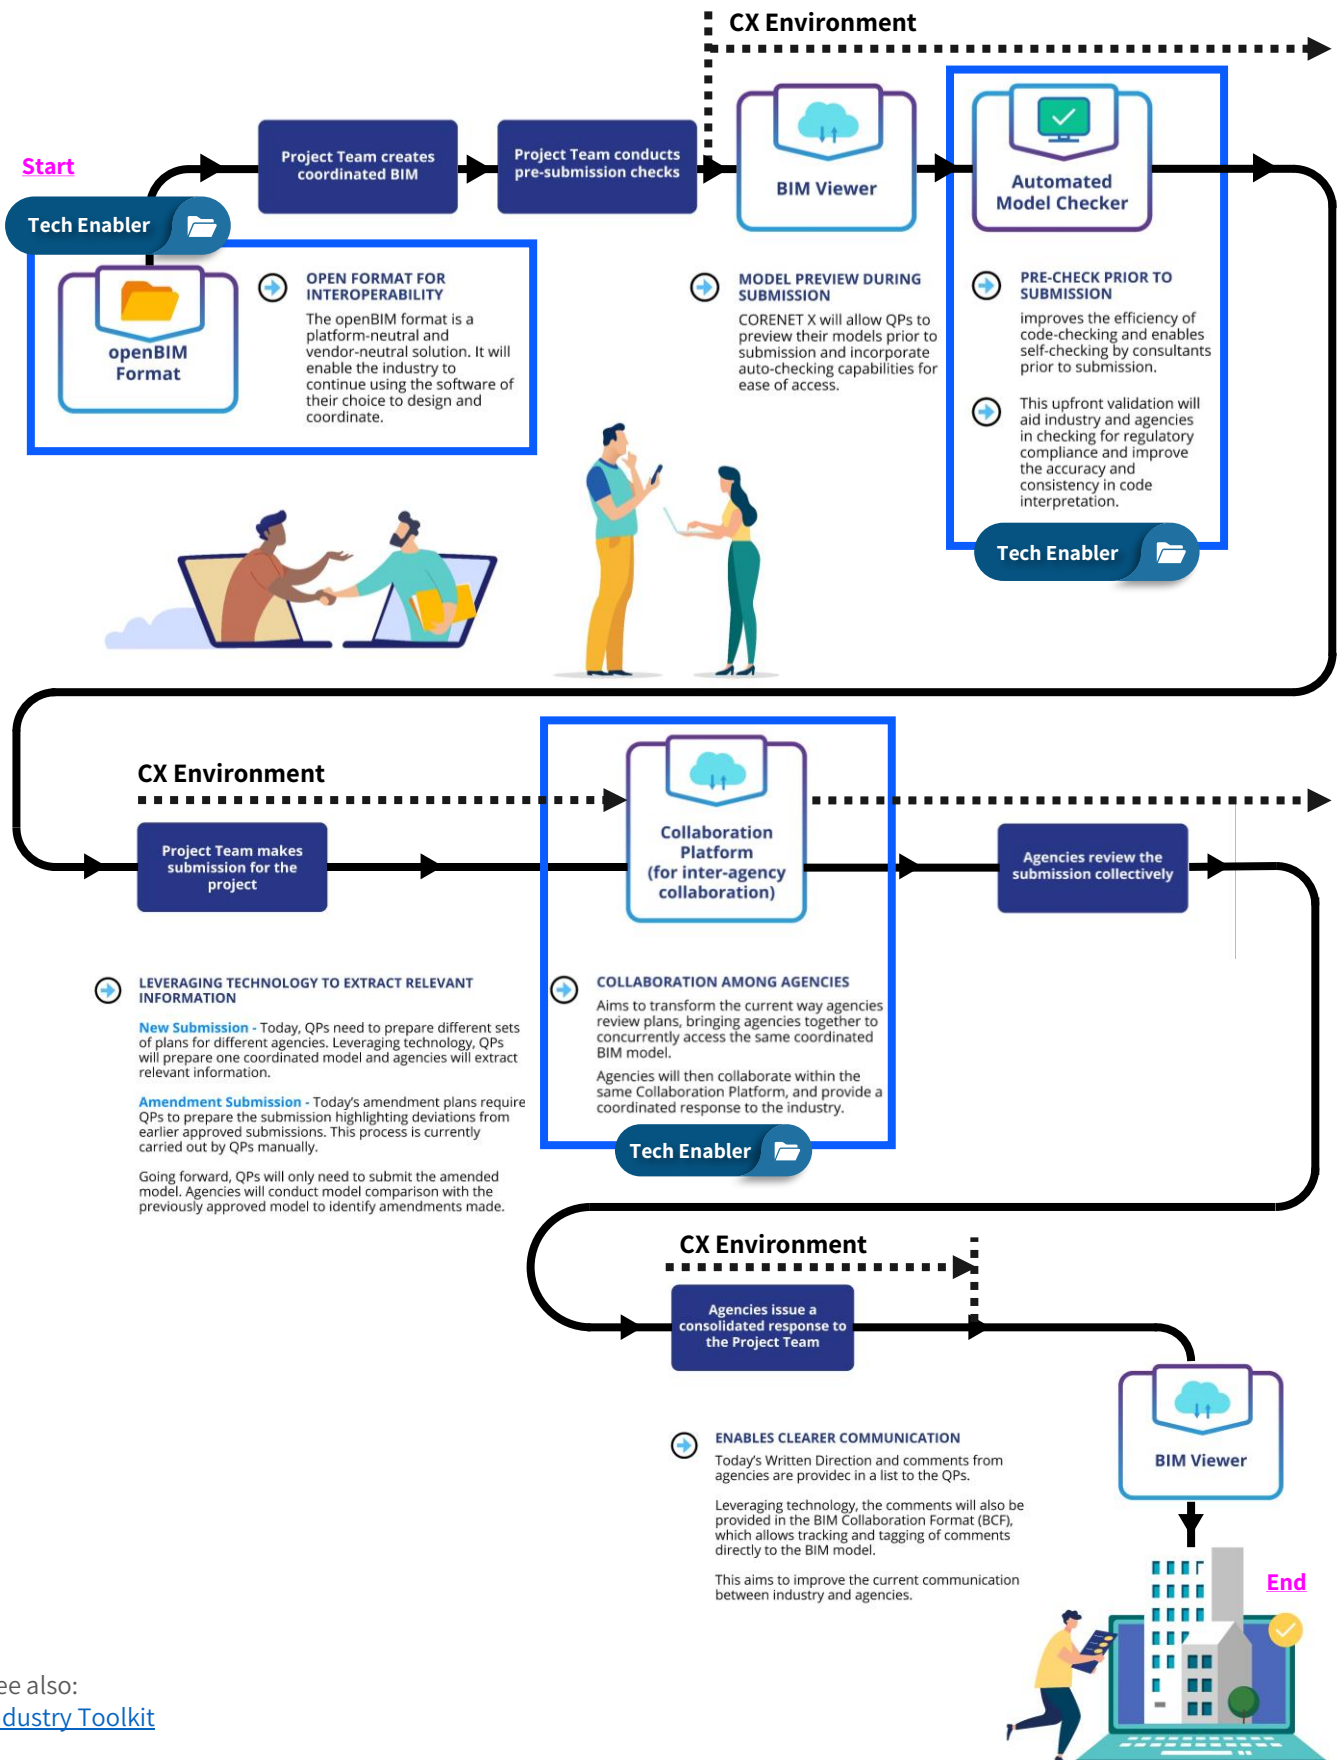 CX Environment
Start
Project Team creates
coordinated BIM
Project Team conducts
pre-submission checks
BIM Viewer
Automated
Model Checker
Tech Enabler
openBIM
Format
OPEN FORMAT FOR
INTEROPERABILITY
The openBIM format is a
platform-neutral and
vendor-neutral solution. It will
enable the industry to
continue using the software of
their choice to design and
coordinate.
MODEL PREVIEW DURING
SUBMISSION
CORENET X will allow QPs to
preview their models prior to
submission and incorporate
auto-checking capabilities for
ease of access.
PRE-CHECK PRIOR TO
SUBMISSION
improves the efficiency of
code-checking and enables
self-checking by consultants
prior to submission.
This upfront validation will
aid industry and agencies
in checking for regulatory
compliance and improve
the accuracy and
consistency in code
interpretation.
Tech Enabler
CX Environment
Project Team makes
submission for the
project
Collaboration
Platform
(for inter-agency
collaboration)
Agencies review the
submission collectively
LEVERAGING TECHNOLOGY TO EXTRACT RELEVANT
INFORMATION
New Submission - Today, QPs need to prepare different sets
of plans for different agencies. Leveraging technology, QPs
will prepare one coordinated model and agencies will extract
relevant information.
Amendment Submission - Today's amendment plans require
QPs to prepare the submission highlighting deviations from
earlier approved submissions. This process is currently
carried out by QPs manually.
Going forward, QPs will only need to submit the amended
model. Agencies will conduct model comparison with the
previously approved model to identify amendments made.
COLLABORATION AMONG AGENCIES
Aims to transform the current way agencies
review plans, bringing agencies together to
concurrently access the same coordinated
BIM model.
Agencies will then collaborate within the
same Collaboration Platform, and provide a
coordinated response to the industry.
Tech Enabler
CX Environment
Agencies issue a
consolidated response to
the Project Team
BIM Viewer
ENABLES CLEARER COMMUNICATION
Today's Written Direction and comments from
agencies are providec in a list to the QPs.
Leveraging technology, the comments will also be
provided in the BIM Collaboration Format (BCF),
which allows tracking and tagging of comments
directly to the BIM model.
This aims to improve the current communication
between industry and agencies.
End
ee also:
dustry Toolkit